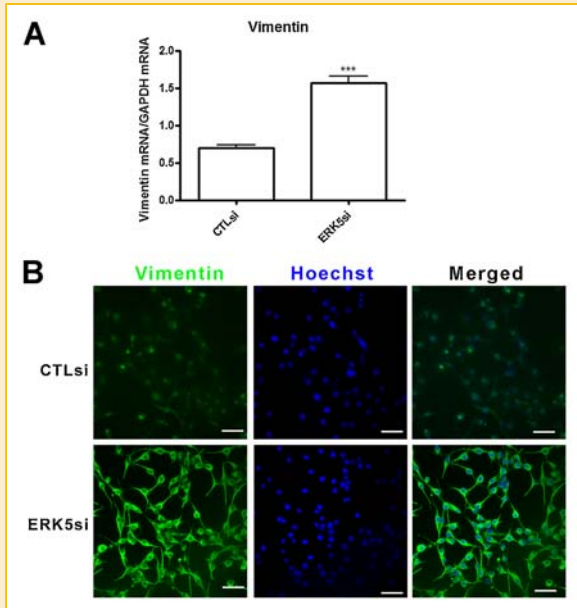 A
Vimentin
Vimentin mRNA/GAPDH mRNA
2.0
1.5
1.0
0.5
0.0
***
CTLsi
ERK5si
B
Vimentin Hoechst Merged
CTLsi
ERK5si